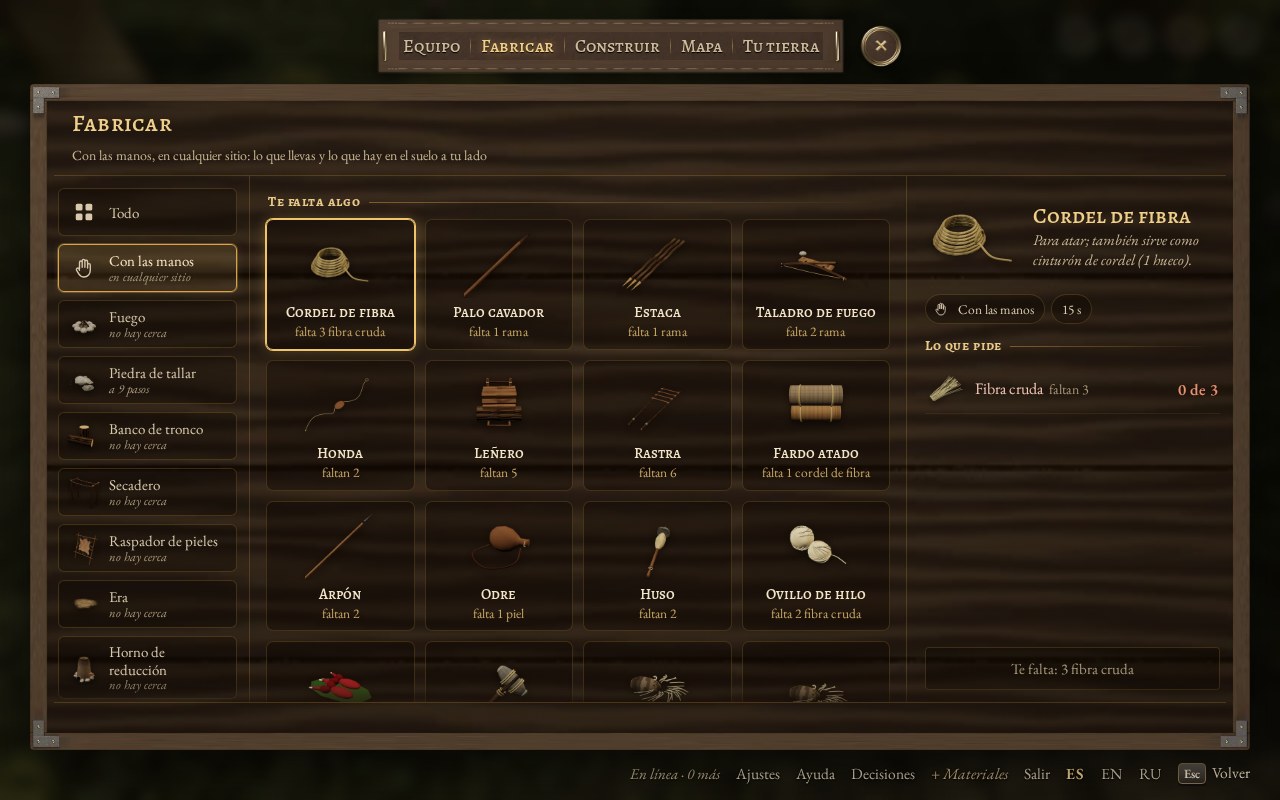 Equipo Fabricar Construir Mapa Tu tierra
Fabricar
Con las manos, en cualquier sitio: lo que llevas y lo que hay en el suelo a tu lado
Todo
Con las manos
en cualquier sitio
Fuego
no hay cerca
Piedra de tallar
a 9 pasos
Banco de tronco
no hay cerca
Secadero
no hay cerca
Raspador de pieles
no hay cerca
Era
no hay cerca
Horno de
reducción
no hay cerca
Te falta algo
Cordel de fibra
falta 3 fibra cruda
Palo cavador
falta 1 rama
Estaca
falta 1 rama
Taladro de fuego
falta 2 rama
Honda
faltan 2
Leñero
faltan 5
Rastra
faltan 6
Fardo atado
falta 1 cordel de fibra
Arpón
faltan 2
Odre
falta 1 piel
Huso
faltan 2
Ovillo de hilo
falta 2 fibra cruda
Cordel de fibra
Para atar; también sirve como
cinturón de cordel (1 hueco).
Con las manos 15 s
Lo que pide
Fibra cruda faltan 3 0 de 3
Te falta: 3 fibra cruda
En línea · 0 más Ajustes Ayuda Decisiones + Materiales Salir ES EN RU Esc Volver